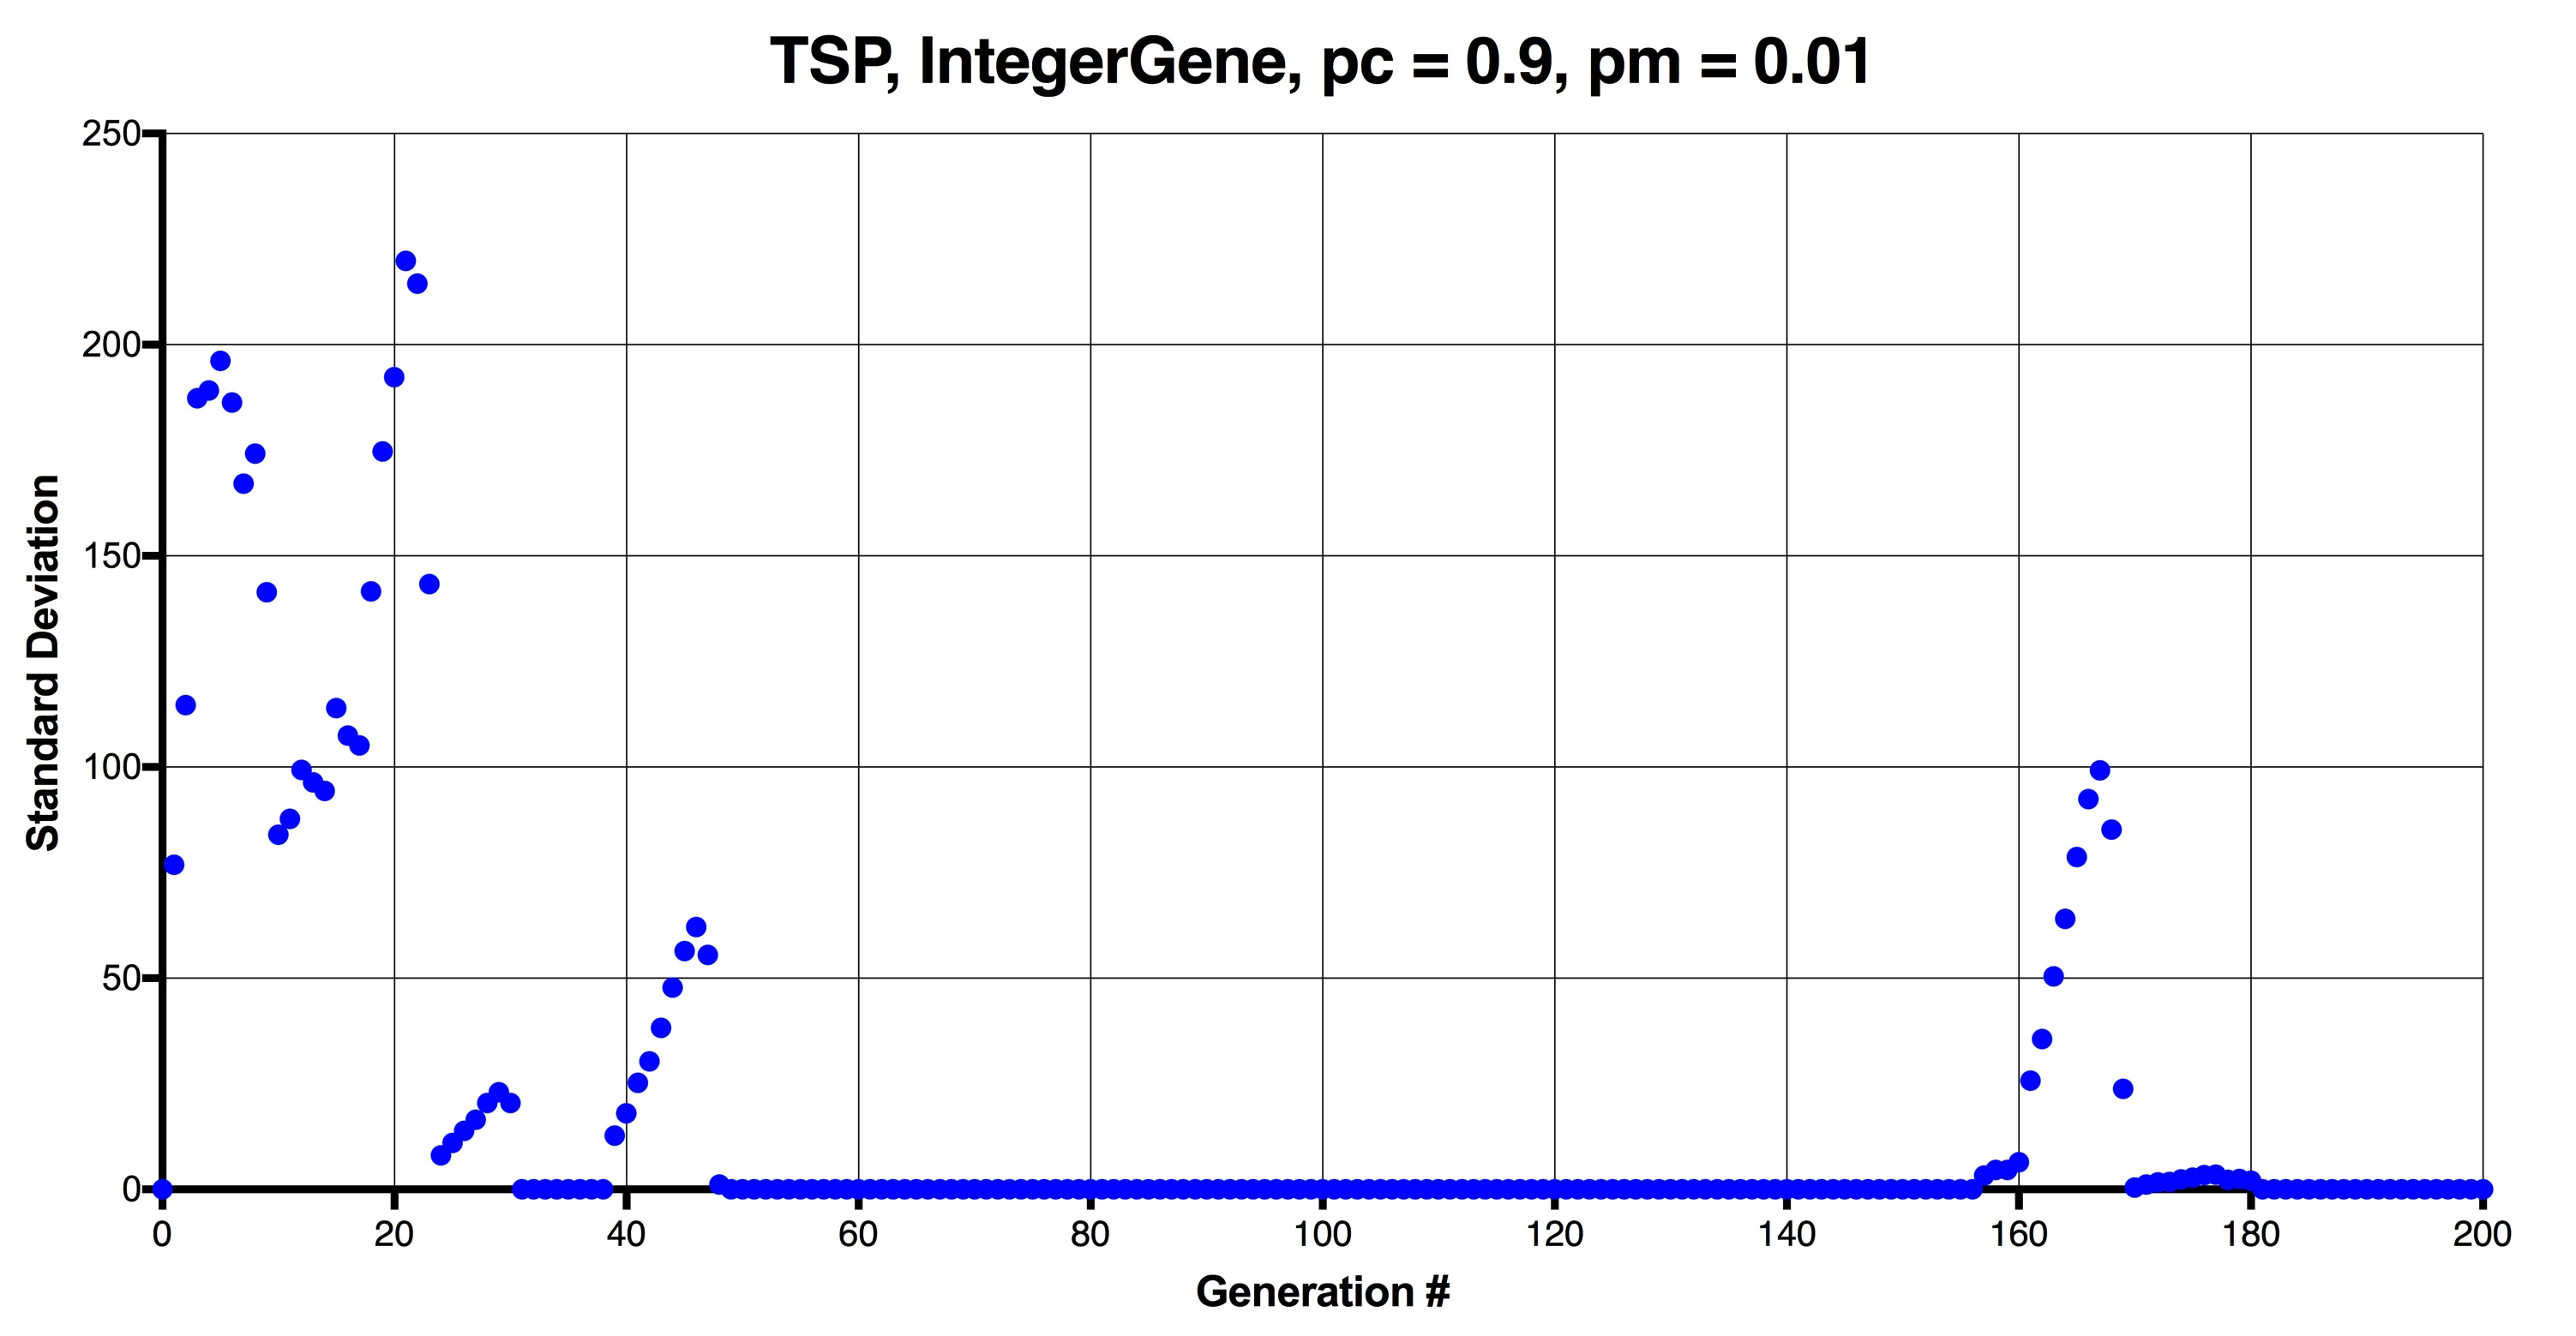 TSP, IntegerGene, pc = 0.9, pm = 0.01
250
200
150
100
50
0
Standard Deviation
0 20 40 60 80 100 120 140 160 180 200
Generation #